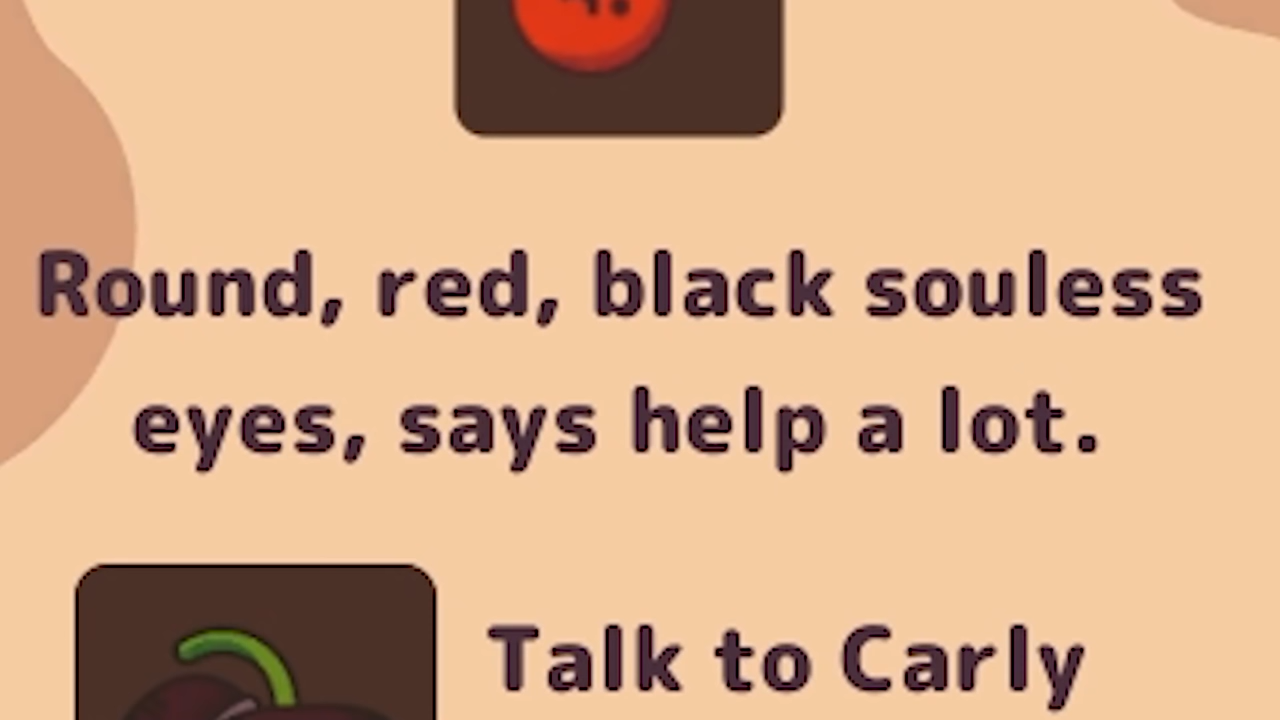 Round, red, black souless
eyes, says help a lot.
Talk to Carly